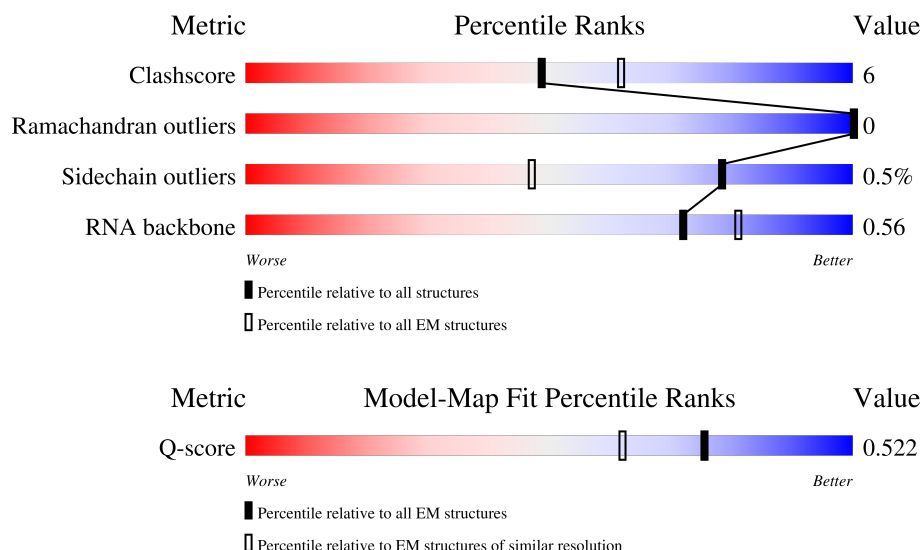 Metric Percentile Ranks Value
Clashscore 6
Ramachandran outliers 0
Sidechain outliers 0.5%
RNA backbone 0.56
Worse Better
Percentile relative to all structures
Percentile relative to all EM structures
Metric Model-Map Fit Percentile Ranks Value
Q-score 0.522
Worse Better
Percentile relative to all EM structures
Percentile relative to EM structures of similar resolution